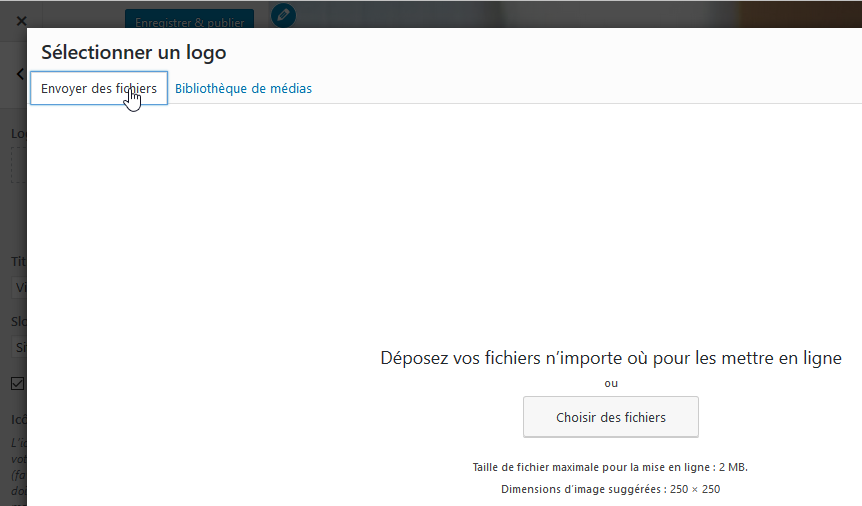 Enregistrer & publier
Sélectionner un logo
Envoyer des fichiers
Bibliothèque de médias
Déposez vos fichiers n’importe où pour les mettre en ligne
ou
Choisir des fichiers
Taille de fichier maximale pour la mise en ligne : 2 MB.
Dimensions d’image suggérées : 250 × 250